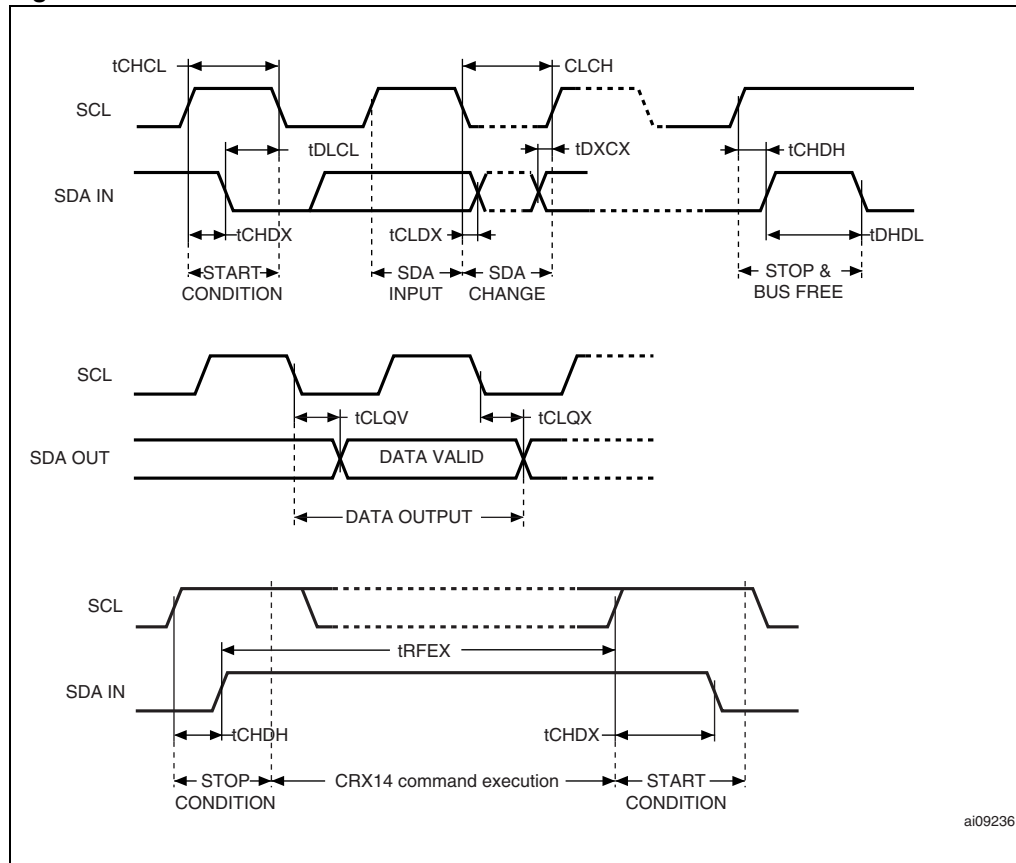 tCHCL
CLCH
SCL
tDLCL
tDXCX
tCHDH
SDA IN
tCHDX
tCLDX
tDHDL
START
CONDITION
SDA
INPUT
SDA
CHANGE
STOP &
BUS FREE
SCL
tCLQV
tCLQX
SDA OUT
DATA VALID
DATA OUTPUT
SCL
tRFEX
SDA IN
tCHDH
tCHDX
STOP
CONDITION
CRX14 command execution
START
CONDITION
ai09236